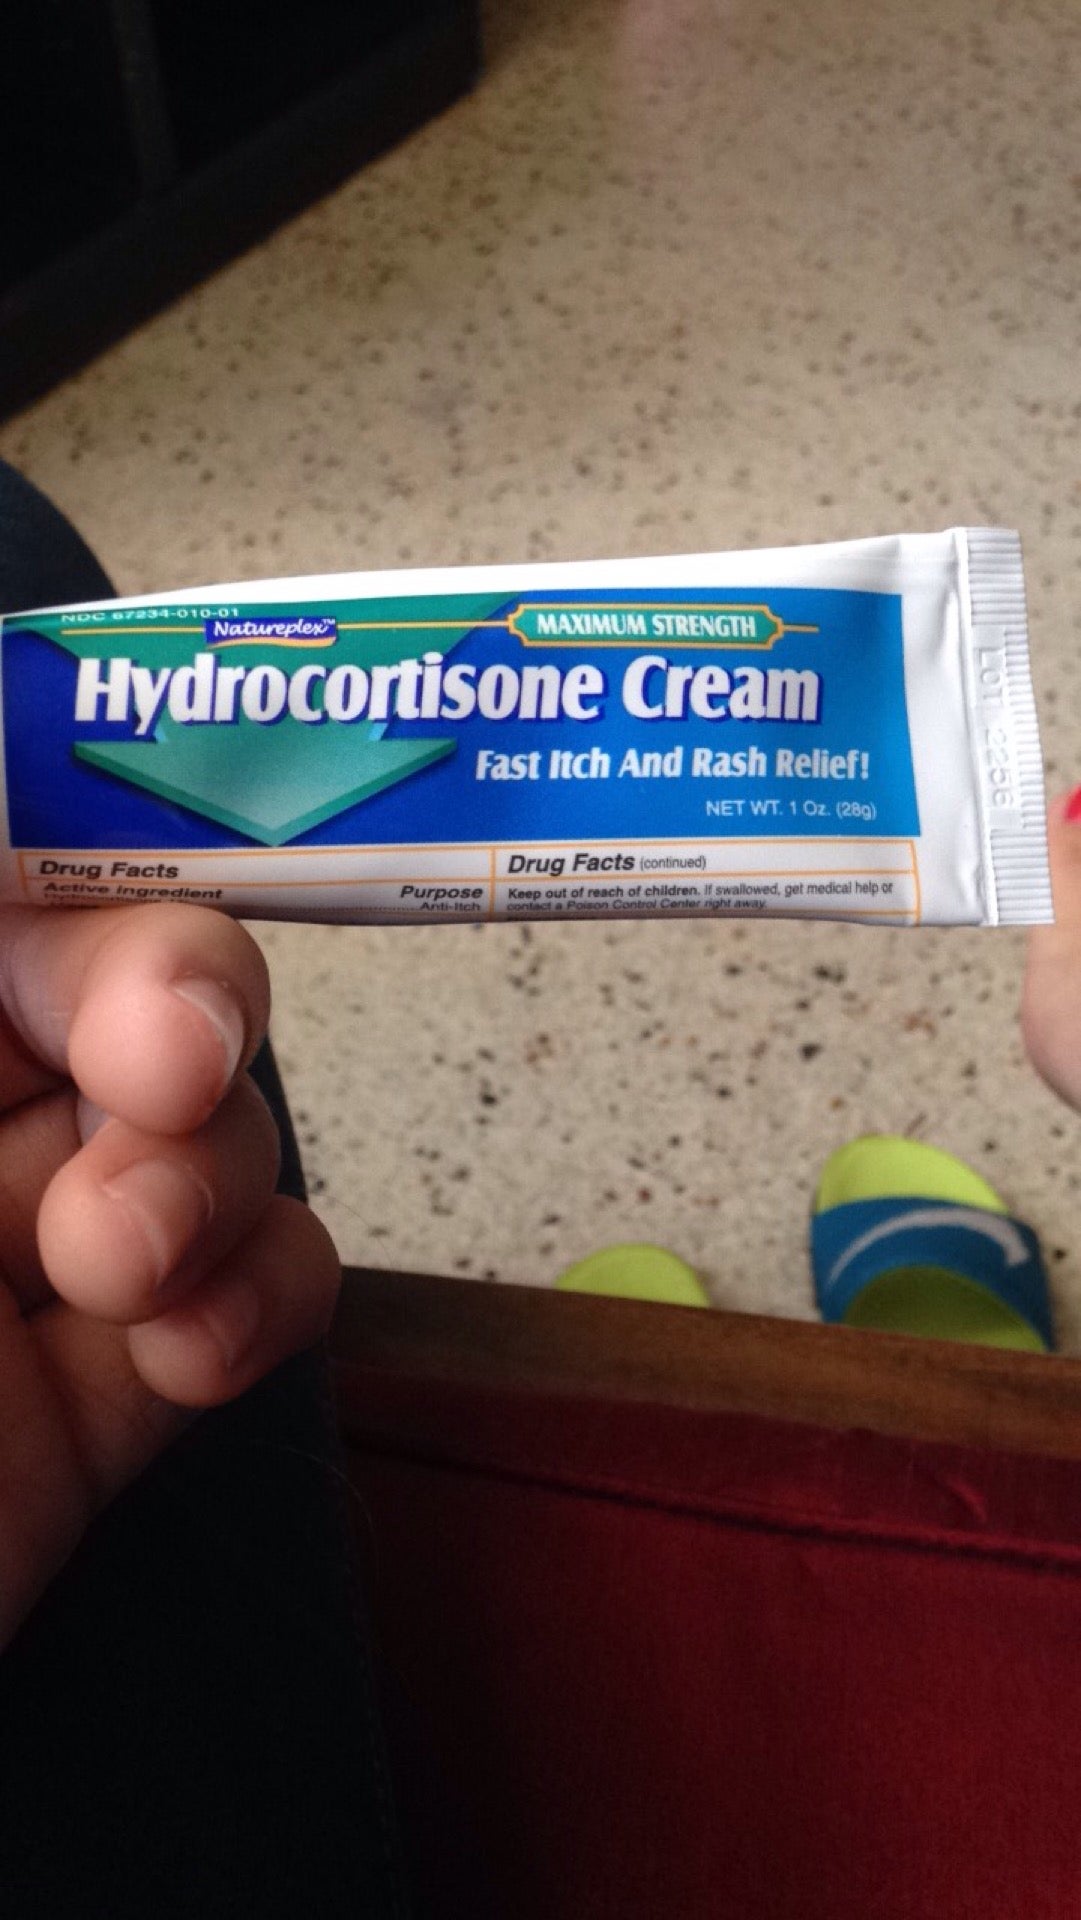 NDC 67234-010-01
Natureplex™
MAXIMUM STRENGTH
Hydrocortisone Cream
Fast Itch And Rash Relief!
NET WT. 1 Oz. (28g)
Drug Facts
Active ingredient Purpose
Anti-Itch
Drug Facts (continued)
Keep out of reach of children. If swallowed, get medical help or
contact a Poison Control Center right away.
LOT 2256